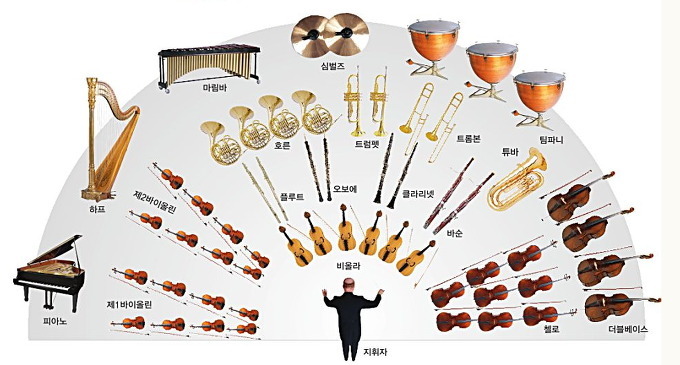 심벌즈
마림바
호른
트럼펫
트롬본
팀파니
튜바
하프
제2바이올린
플루트
오보에
클라리넷
바순
비올라
피아노
제1바이올린
첼로
더블베이스
지휘자